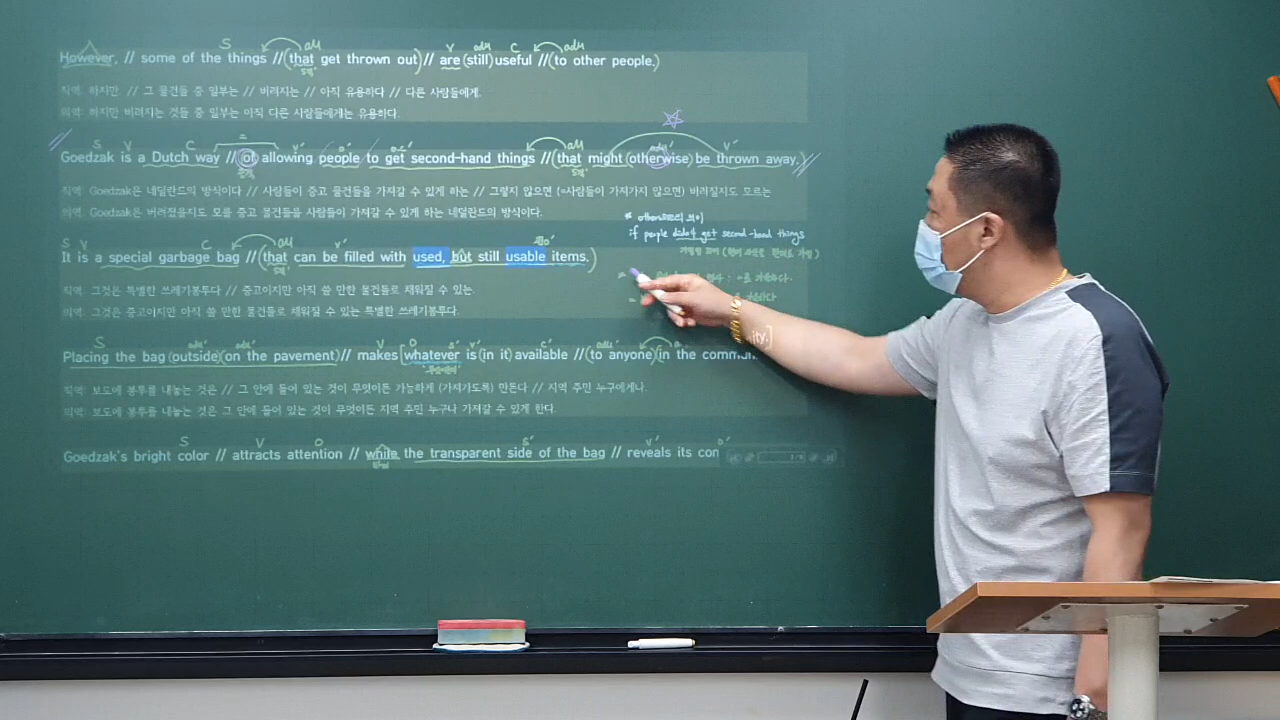 However, // some of the things //(that get thrown out)// are (still) useful //(to other people.)
직역: 하지만 // 그 물건들 중 일부는 // 버려지는 // 아직 유용하다 // 다른 사람들에게.
의역: 하지만 버려지는 것들 중 일부는 아직 다른 사람들에게는 유용하다.
Goedzak is a Dutch way //(of) allowing people to get second-hand things //(that might (otherwise) be thrown away.)//
직역: Goedzak은 네덜란드의 방식이다 // 사람들이 중고 물건들을 가져갈 수 있게 하는 // 그렇지 않으면 (=사람들이 가져가지 않으면) 버려질지도 모르는
의역: Goedzak은 버려졌을지도 모를 중고 물건들을 사람들이 가져갈 수 있게 하는 네덜란드의 방식이다.
* otherwise의 의미
if people didn't get second-hand things
It is a special garbage bag //(that can be filled with used, but still usable items.)
직역: 그것은 특별한 쓰레기봉투다 // 중고이지만 아직 쓸 만한 물건들로 채워질 수 있는.
의역: 그것은 중고이지만 아직 쓸 만한 물건들로 채워질 수 있는 특별한 쓰레기봉투다.
Placing the bag (outside)(on the pavement)// makes [whatever is (in it) available //(to anyone)(in the commun ity.]
직역: 보도에 봉투를 내놓는 것은 // 그 안에 들어 있는 것이 무엇이든 가능하게 (가져가도록) 만든다 // 지역 주민 누구에게나.
의역: 보도에 봉투를 내놓는 것은 그 안에 들어 있는 것이 무엇이든 지역 주민 누구나 가져갈 수 있게 한다.
Goedzak's bright color // attracts attention // while the transparent side of the bag // reveals its con